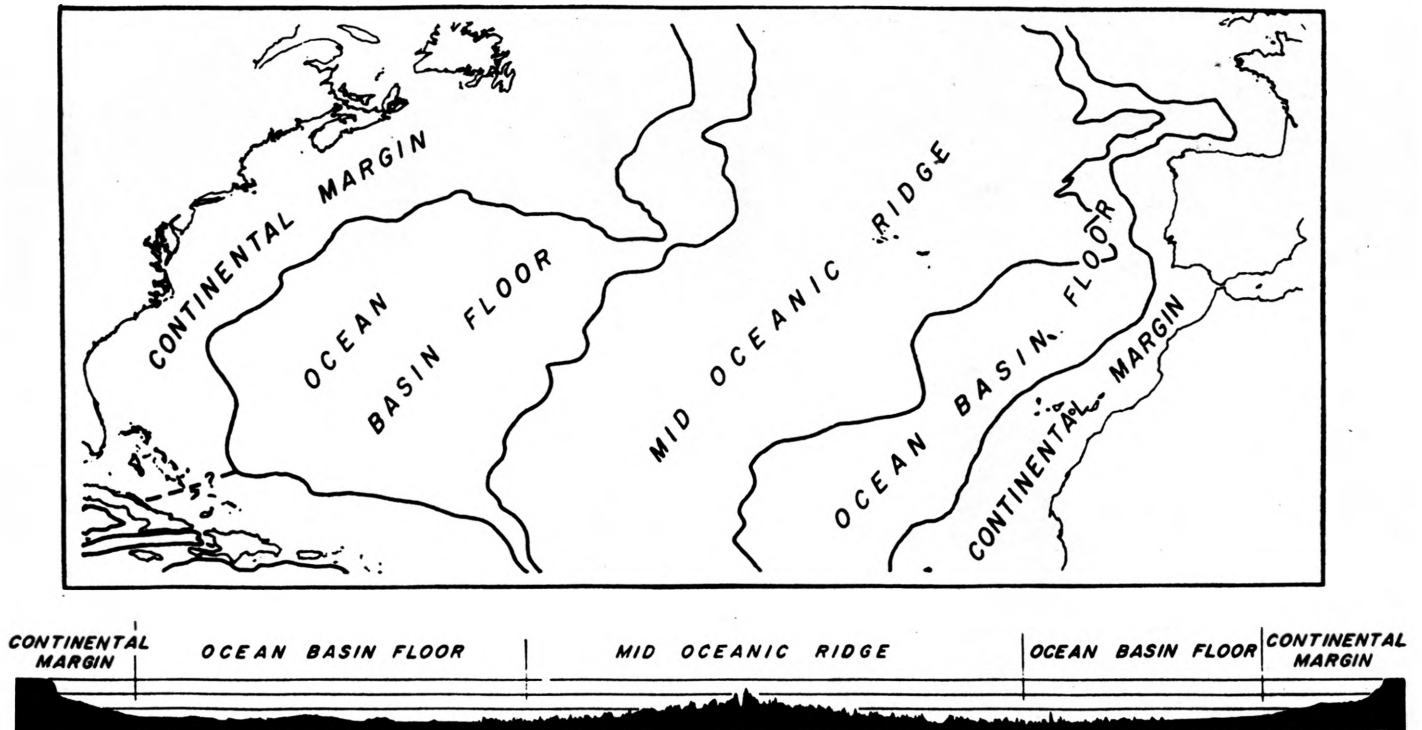 CONTINENTAL MARGIN
OCEAN
BASIN FLOOR
MID OCEANIC RIDGE
OCEAN BASIN FLOOR
CONTINENTAL MARGIN
?
CONTINENTAL
MARGIN
OCEAN BASIN FLOOR
MID OCEANIC RIDGE
OCEAN BASIN FLOOR
CONTINENTAL
MARGIN